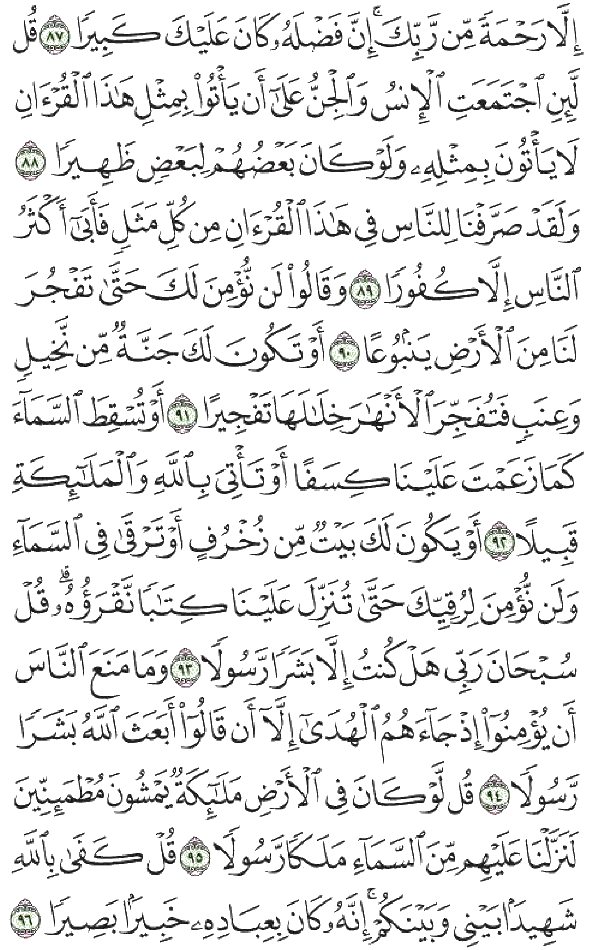 إِلَّا رَحْمَةً مِّن رَّبِّكَ ۚ إِنَّ فَضْلَهُۥ كَانَ عَلَيْكَ كَبِيرًا ٨٧ قُل
لَّئِنِ ٱجْتَمَعَتِ ٱلْإِنسُ وَٱلْجِنُّ عَلَىٰٓ أَن يَأْتُوا۟ بِمِثْلِ هَٰذَا ٱلْقُرْءَانِ
لَا يَأْتُونَ بِمِثْلِهِۦ وَلَوْ كَانَ بَعْضُهُمْ لِبَعْضٍ ظَهِيرًا ٨٨
وَلَقَدْ صَرَّفْنَا لِلنَّاسِ فِى هَٰذَا ٱلْقُرْءَانِ مِن كُلِّ مَثَلٍ فَأَبَىٰٓ أَكْثَرُ
ٱلنَّاسِ إِلَّا كُفُورًا ٨٩ وَقَالُوا۟ لَن نُّؤْمِنَ لَكَ حَتَّىٰ تَفْجُرَ
لَنَا مِنَ ٱلْأَرْضِ يَنۢبُوعًا ٩٠ أَوْ تَكُونَ لَكَ جَنَّةٌ مِّن نَّخِيلٍ
وَعِنَبٍ فَتُفَجِّرَ ٱلْأَنْهَٰرَ خِلَٰلَهَا تَفْجِيرًا ٩١ أَوْ تُسْقِطَ ٱلسَّمَآءَ
كَمَا زَعَمْتَ عَلَيْنَا كِسَفًا أَوْ تَأْتِىَ بِٱللَّهِ وَٱلْمَلَٰٓئِكَةِ
قَبِيلًا ٩٢ أَوْ يَكُونَ لَكَ بَيْتٌ مِّن زُخْرُفٍ أَوْ تَرْقَىٰ فِى ٱلسَّمَآءِ
وَلَن نُّؤْمِنَ لِرُقِيِّكَ حَتَّىٰ تُنَزِّلَ عَلَيْنَا كِتَٰبًا نَّقْرَؤُهُۥ ۗ قُلْ
سُبْحَانَ رَبِّى هَلْ كُنتُ إِلَّا بَشَرًا رَّسُولًا ٩٣ وَمَا مَنَعَ ٱلنَّاسَ
أَن يُؤْمِنُوٓا۟ إِذْ جَآءَهُمُ ٱلْهُدَىٰٓ إِلَّآ أَن قَالُوٓا۟ أَبَعَثَ ٱللَّهُ بَشَرًا
رَّسُولًا ٩٤ قُل لَّوْ كَانَ فِى ٱلْأَرْضِ مَلَٰٓئِكَةٌ يَمْشُونَ مُطْمَئِنِّينَ
لَنَزَّلْنَا عَلَيْهِم مِّنَ ٱلسَّمَآءِ مَلَكًا رَّسُولًا ٩٥ قُلْ كَفَىٰ بِٱللَّهِ
شَهِيدًۢا بَيْنِى وَبَيْنَكُمْ ۚ إِنَّهُۥ كَانَ بِعِبَادِهِۦ خَبِيرًۢا بَصِيرًا ٩٦